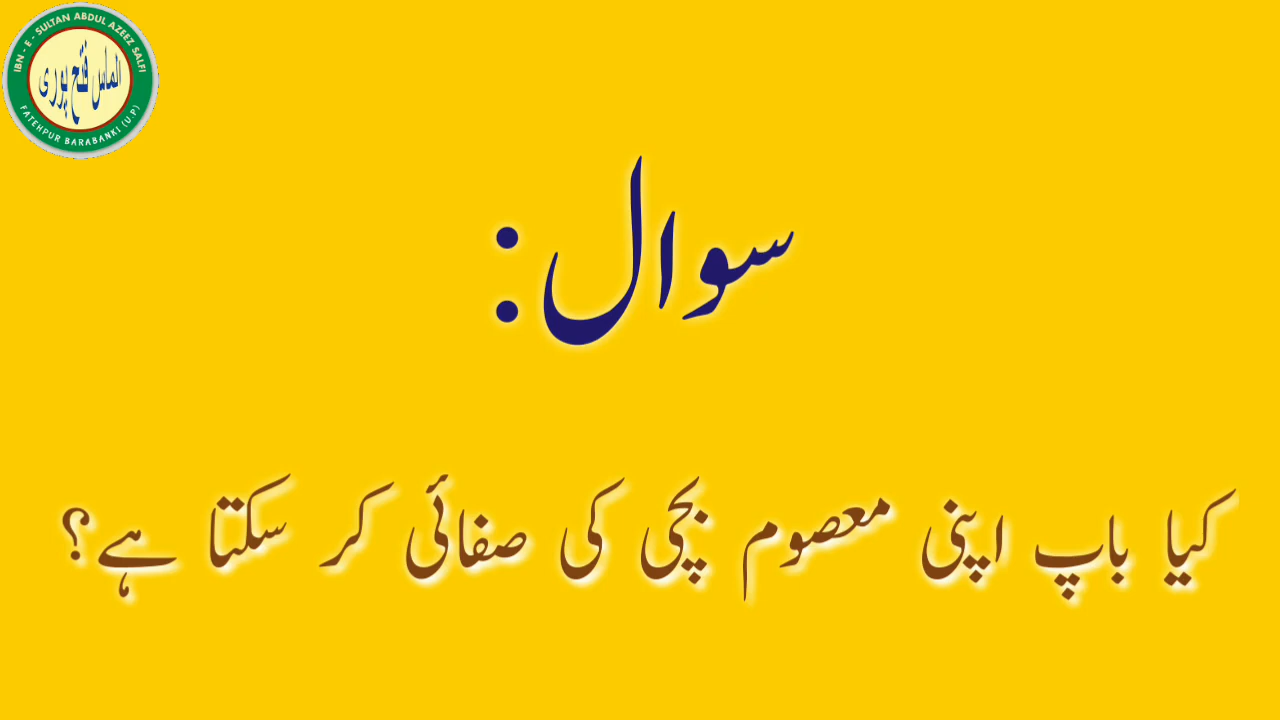 IBN - E - SULTAN ABDUL AZEEZ SALFI
الماس فتح پوری
FATEHPUR BARABANKI (U.P)
سوال:
کیا باپ اپنی معصوم بچی کی صفائی کر سکتا ہے؟